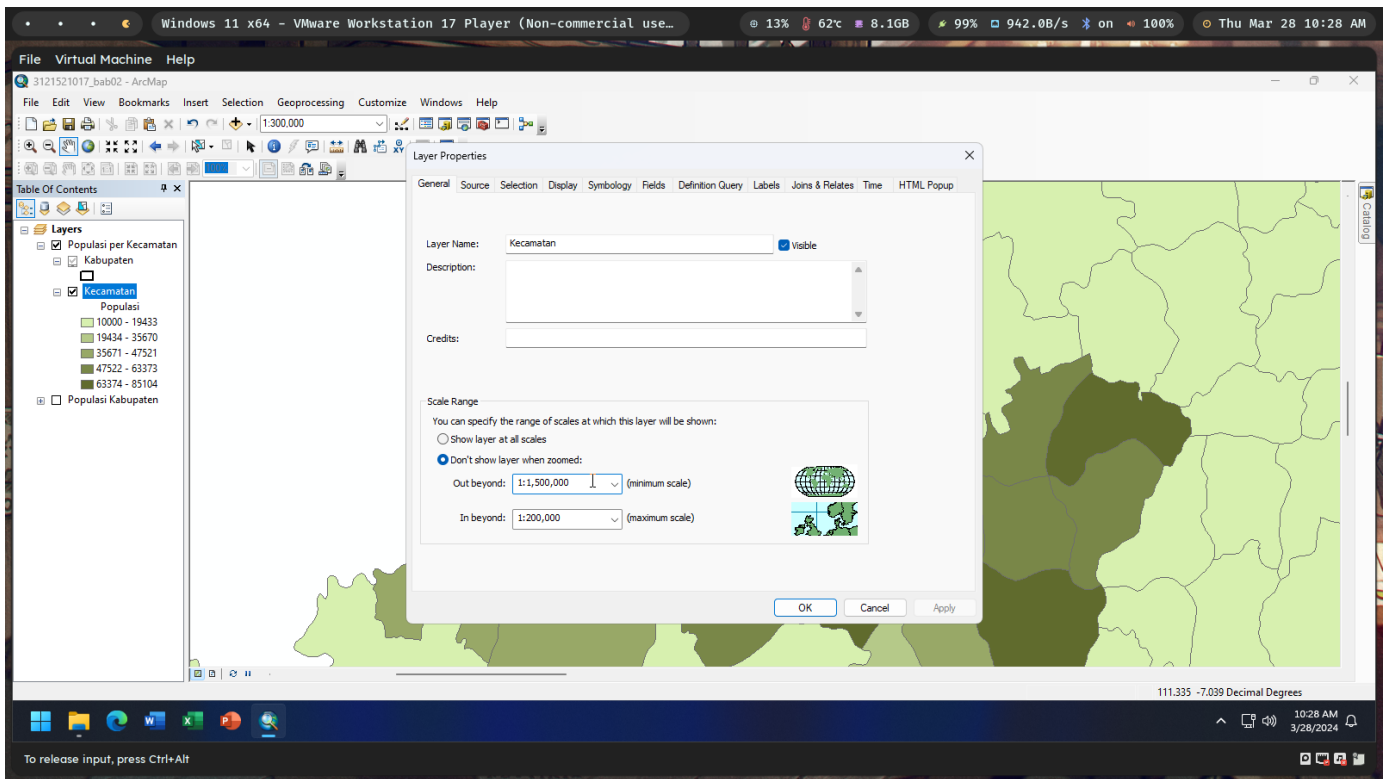 Windows 11 x64 - VMware Workstation 17 Player (Non-commercial use… 13% 62℃ 8.1GB 99% 942.0B/s on 100% Thu Mar 28 10:28 AM
File Virtual Machine Help
3121521017_bab02 - ArcMap
File Edit View Bookmarks Insert Selection Geoprocessing Customize Windows Help
1:300,000
Table Of Contents
Layers
Populasi per Kecamatan
Kabupaten
Kecamatan
Populasi
10000 - 19433
19434 - 35670
35671 - 47521
47522 - 63373
63374 - 85104
Populasi Kabupaten
Layer Properties
General Source Selection Display Symbology Fields Definition Query Labels Joins & Relates Time HTML Popup
Layer Name: Kecamatan Visible
Description:
Credits:
Scale Range
You can specify the range of scales at which this layer will be shown:
Show layer at all scales
Don't show layer when zoomed:
Out beyond: 1:1,500,000 (minimum scale)
In beyond: 1:200,000 (maximum scale)
OK Cancel Apply
Catalog
111.335 -7.039 Decimal Degrees
10:28 AM
3/28/2024
To release input, press Ctrl+Alt